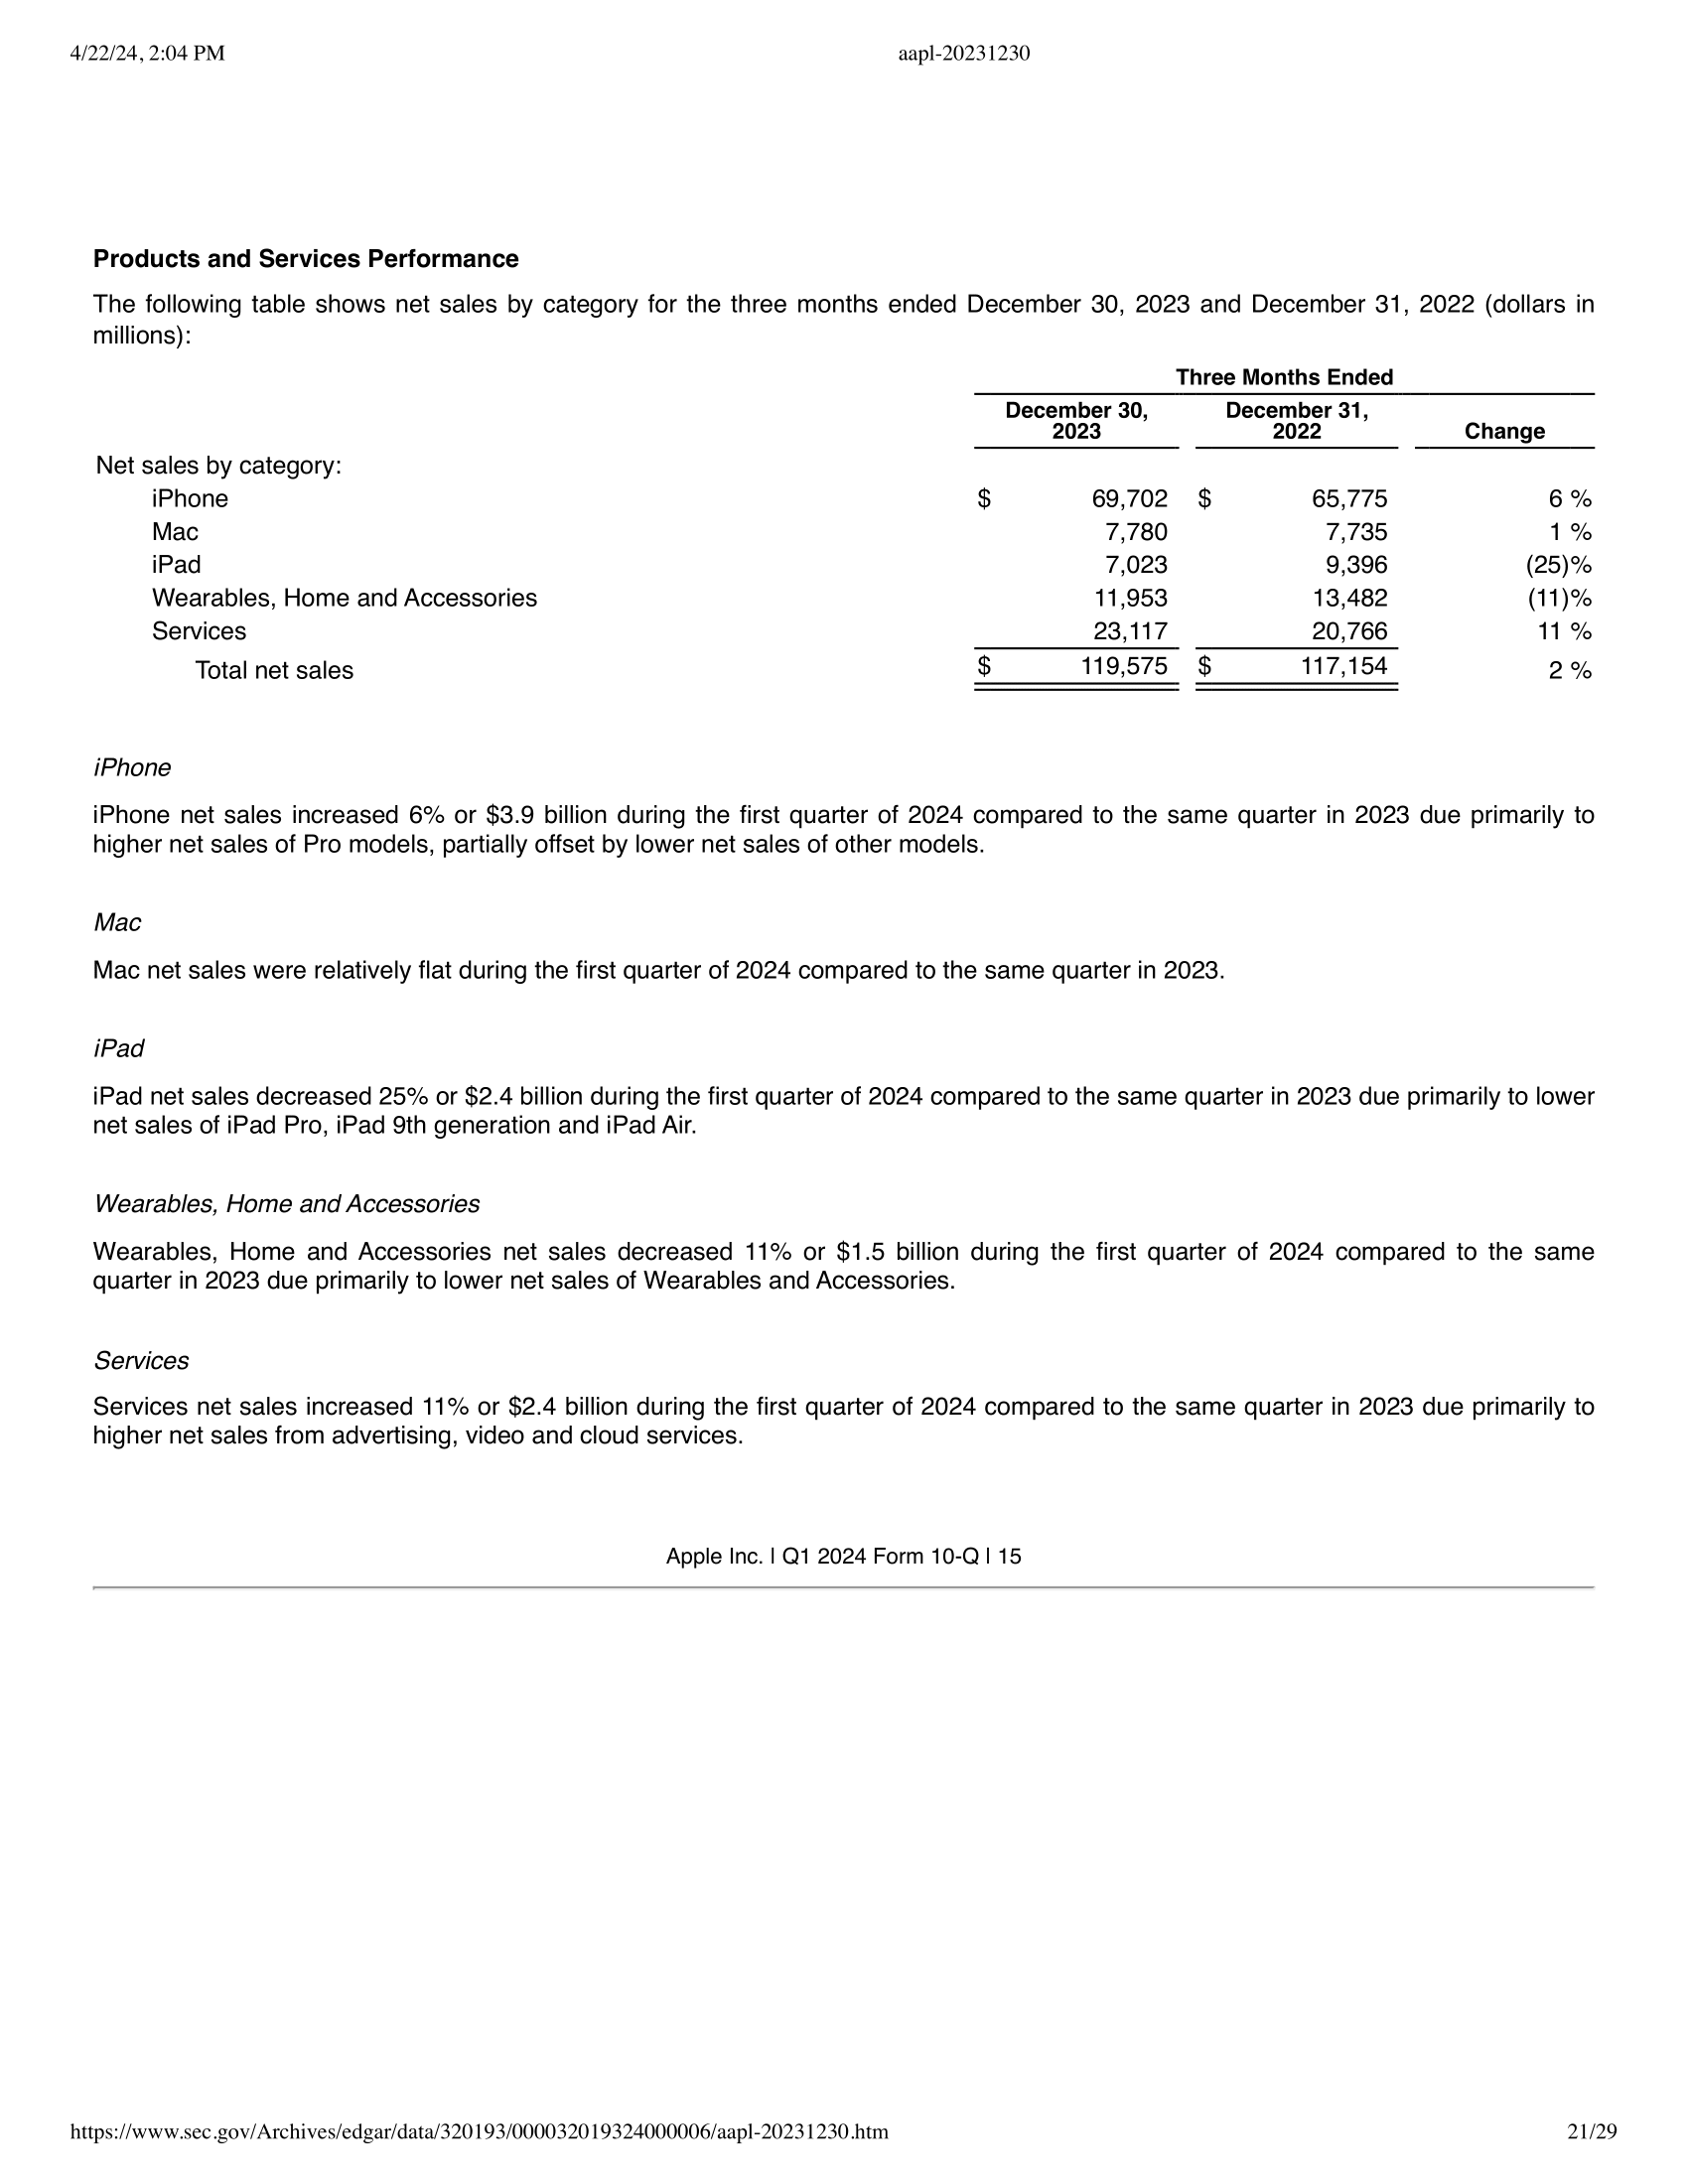 4/22/24, 2:04 PM aapl-20231230
Products and Services Performance
The following table shows net sales by category for the three months ended December 30, 2023 and December 31, 2022 (dollars in
millions):
Three Months Ended
December 30, 2023 December 31, 2022 Change
Net sales by category:
iPhone $ 69,702 $ 65,775 6 %
Mac 7,780 7,735 1 %
iPad 7,023 9,396 (25)%
Wearables, Home and Accessories 11,953 13,482 (11)%
Services 23,117 20,766 11 %
Total net sales $ 119,575 $ 117,154 2 %
iPhone
iPhone net sales increased 6% or $3.9 billion during the first quarter of 2024 compared to the same quarter in 2023 due primarily to
higher net sales of Pro models, partially offset by lower net sales of other models.
Mac
Mac net sales were relatively flat during the first quarter of 2024 compared to the same quarter in 2023.
iPad
iPad net sales decreased 25% or $2.4 billion during the first quarter of 2024 compared to the same quarter in 2023 due primarily to lower
net sales of iPad Pro, iPad 9th generation and iPad Air.
Wearables, Home and Accessories
Wearables, Home and Accessories net sales decreased 11% or $1.5 billion during the first quarter of 2024 compared to the same
quarter in 2023 due primarily to lower net sales of Wearables and Accessories.
Services
Services net sales increased 11% or $2.4 billion during the first quarter of 2024 compared to the same quarter in 2023 due primarily to
higher net sales from advertising, video and cloud services.
Apple Inc. | Q1 2024 Form 10-Q | 15
https://www.sec.gov/Archives/edgar/data/320193/000032019324000006/aapl-20231230.htm 21/29